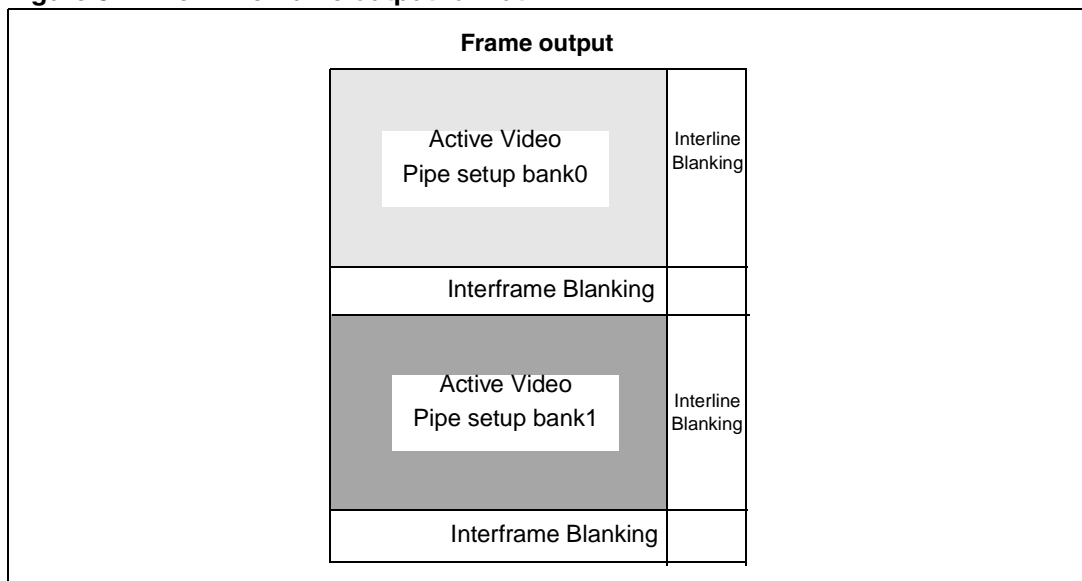 Frame output
Active Video
Pipe setup bank0
Interline
Blanking
Interframe Blanking
Active Video
Pipe setup bank1
Interline
Blanking
Interframe Blanking